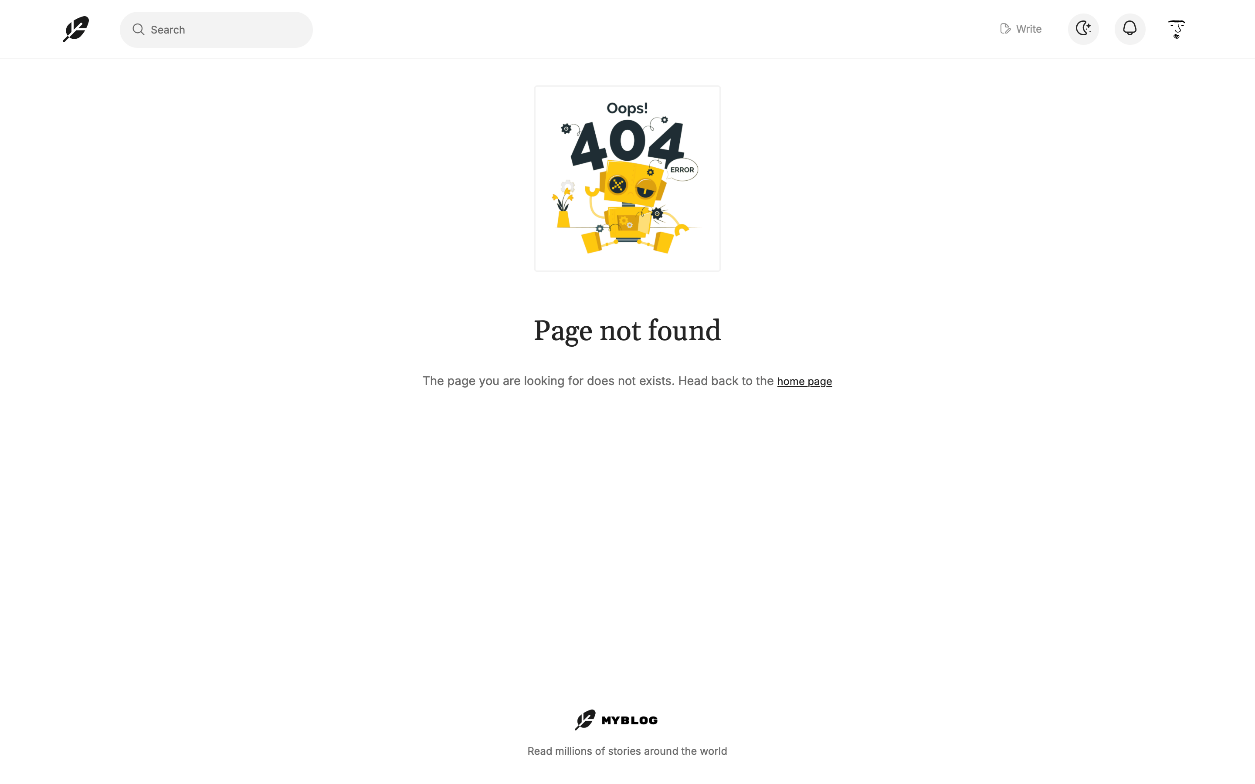 Search
Write
Oops!
404
ERROR
Page not found
The page you are looking for does not exists. Head back to the home page
MYBLOG
Read millions of stories around the world